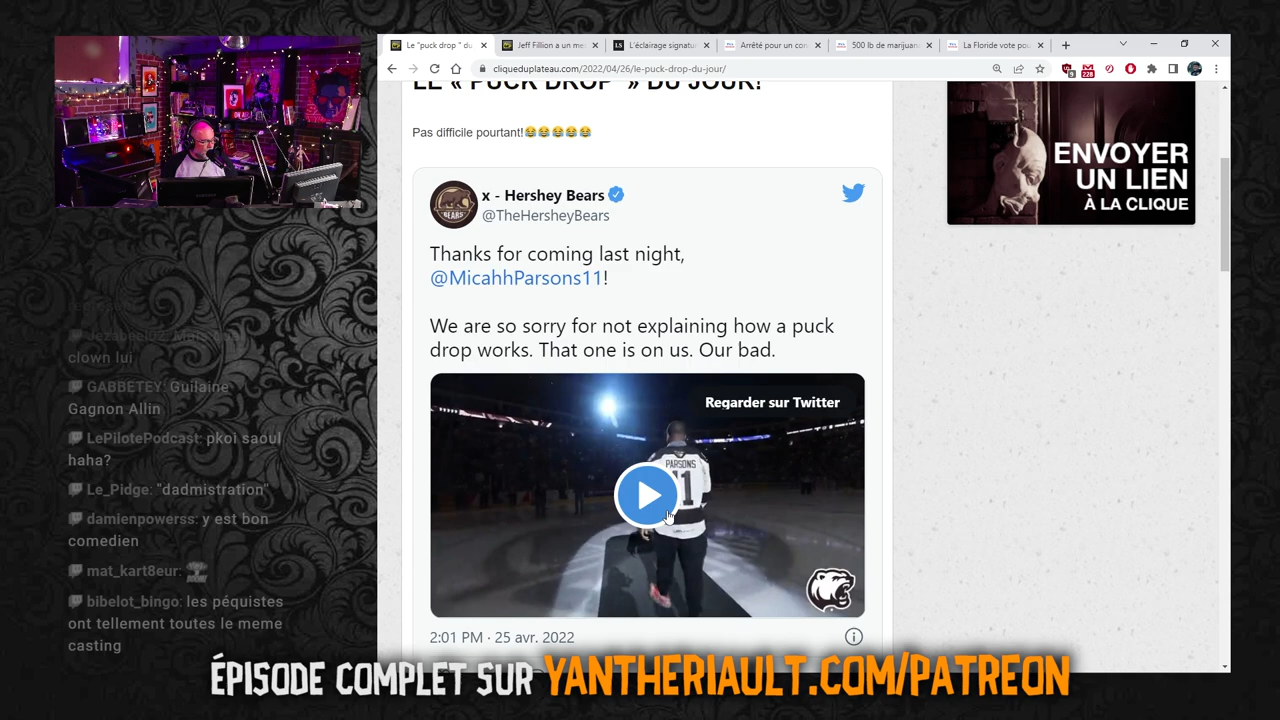 Le "puck drop " du
Jeff Fillion a un me
L'éclairage signatu
Arrêté pour un con
500 lb de marijuan
La Floride vote pou
cliqueduplateau.com/2022/04/26/le-puck-drop-du-jour/
9
228
LE « PUCK DROP » DU JOUR!
Pas difficile pourtant!😂😂😂😂😂
x - Hershey Bears
@TheHersheyBears
Thanks for coming last night,
@MicahhParsons11!
We are so sorry for not explaining how a puck
drop works. That one is on us. Our bad.
Regarder sur Twitter
PARSONS
11
BEARS
2:01 PM · 25 avr. 2022
ENVOYER
UN LIEN
À LA CLIQUE
clown lui
GABBETEY: Guilaine
Gagnon Allin
LePilotePodcast: pkoi saoul
haha?
Le_Pidge: "dadmistration"
damienpowerss: y est bon
comedien
mat_kart8eur:
bibelot_bingo: les péquistes
ont tellement toutes le meme
casting
ÉPISODE COMPLET SUR YANTHERIAULT.COM/PATREON